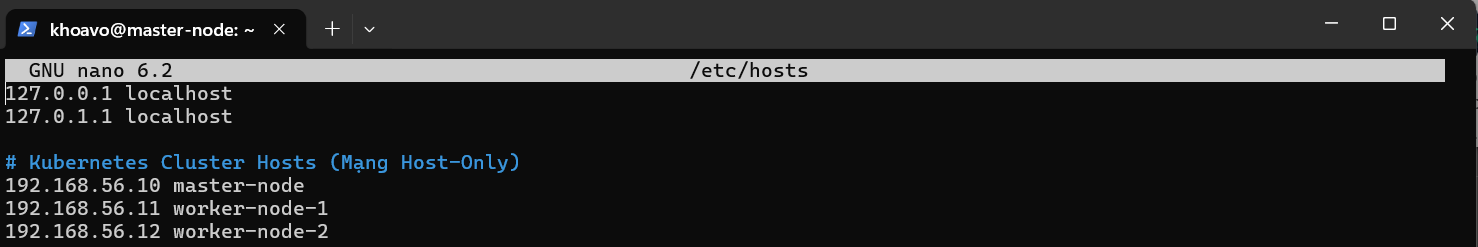 khoavo@master-node: ~
GNU nano 6.2 /etc/hosts
127.0.0.1 localhost
127.0.1.1 localhost
# Kubernetes Cluster Hosts (Mạng Host-Only)
192.168.56.10 master-node
192.168.56.11 worker-node-1
192.168.56.12 worker-node-2